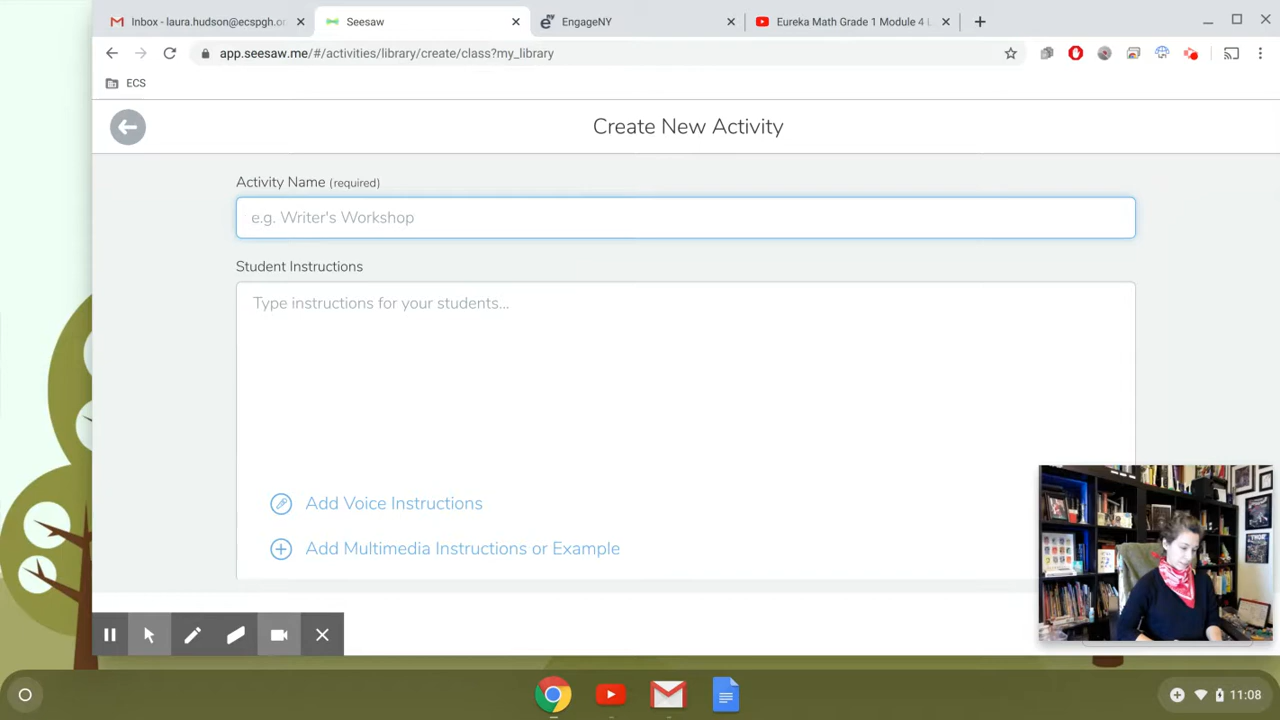 Inbox - laura.hudson@ecspgh.or
Seesaw
EngageNY
Eureka Math Grade 1 Module 4 L
app.seesaw.me/#/activities/library/create/class?my_library
ECS
Create New Activity
Activity Name (required)
e.g. Writer's Workshop
Student Instructions
Type instructions for your students...
Add Voice Instructions
Add Multimedia Instructions or Example
11:08